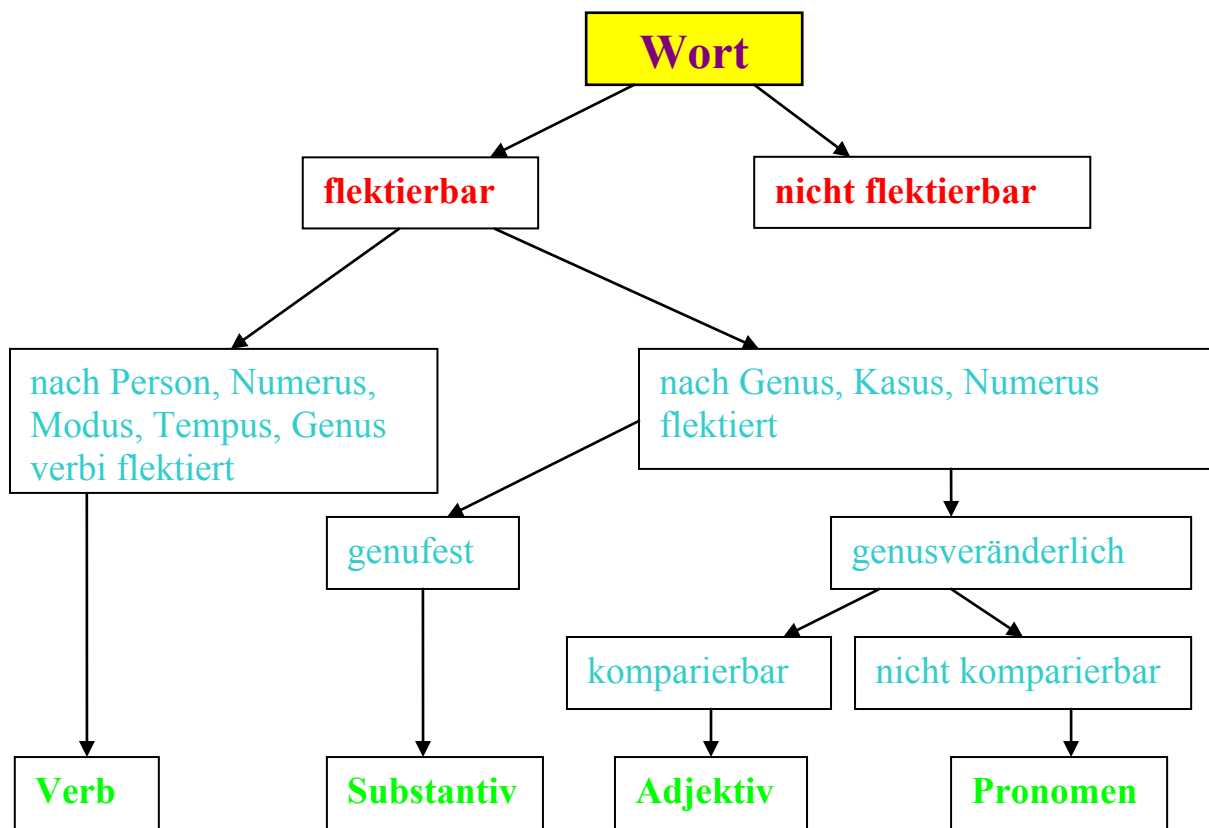 Wort
flektierbar
nicht flektierbar
nach Person, Numerus,
Modus, Tempus, Genus
verbi flektiert
nach Genus, Kasus, Numerus
flektiert
genufest
genusveränderlich
komparierbar
nicht komparierbar
Verb
Substantiv
Adjektiv
Pronomen